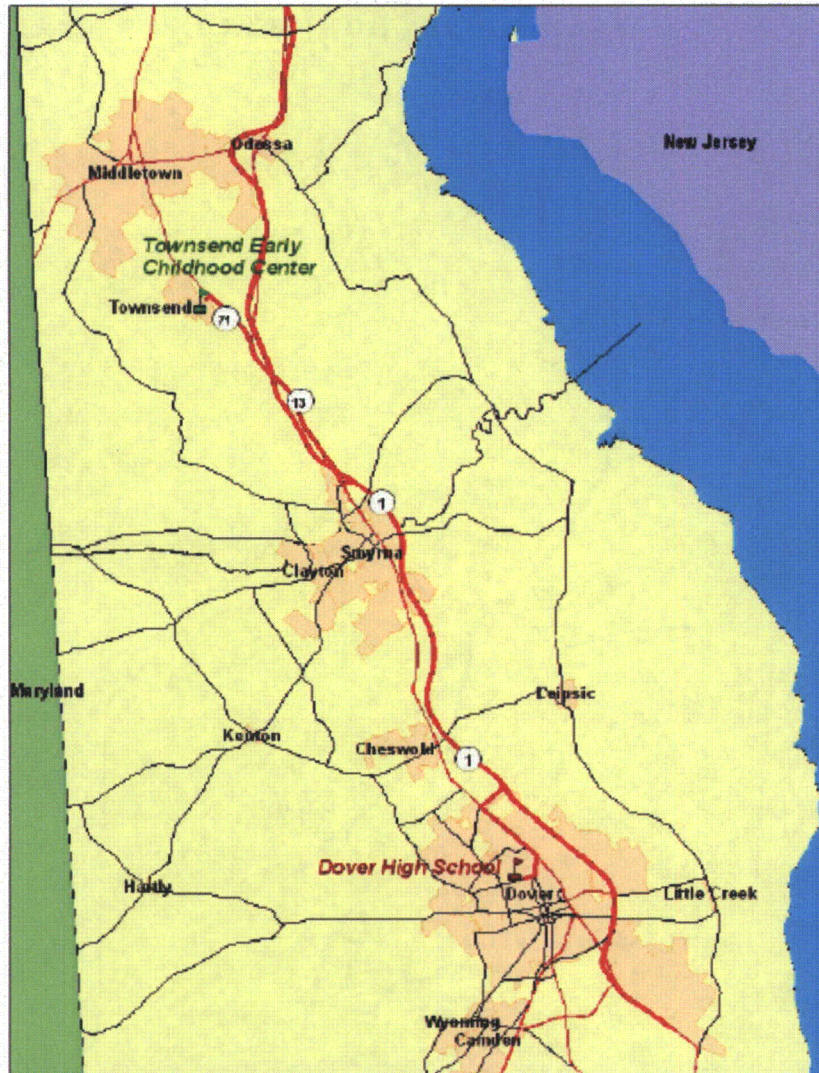 Odessa
New Jersey
Middletown
Townsend Early
Childhood Center
Townsend
71
13
1
Smyrna
Clayton
Maryland
Leipsic
Kenton
Cheswold
1
Dover High School
Hartly
Dover
Little Creek
Wyoming
Camden